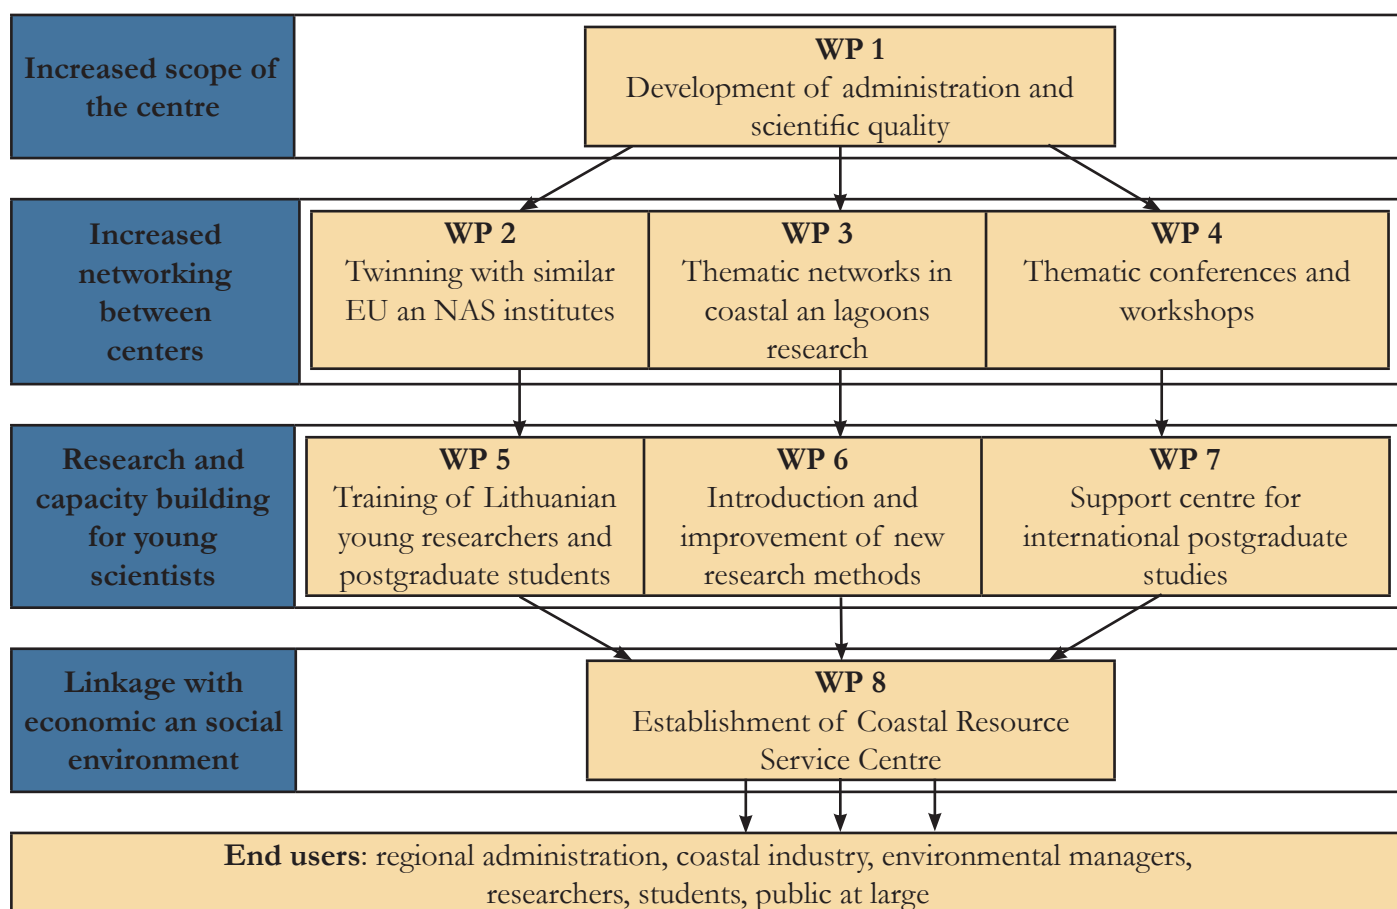 Increased scope of
the centre
WP 1
Development of administration and
scientific quality
Increased
networking
between
centers
WP 2
Twinning with similar
EU an NAS institutes
WP 3
Thematic networks in
coastal an lagoons
research
WP 4
Thematic conferences and
workshops
Research and
capacity building
for young
scientists
WP 5
Training of Lithuanian
young researchers and
postgraduate students
WP 6
Introduction and
improvement of new
research methods
WP 7
Support centre for
international postgraduate
studies
Linkage with
economic an social
environment
WP 8
Establishment of Coastal Resource
Service Centre
End users: regional administration, coastal industry, environmental managers,
researchers, students, public at large